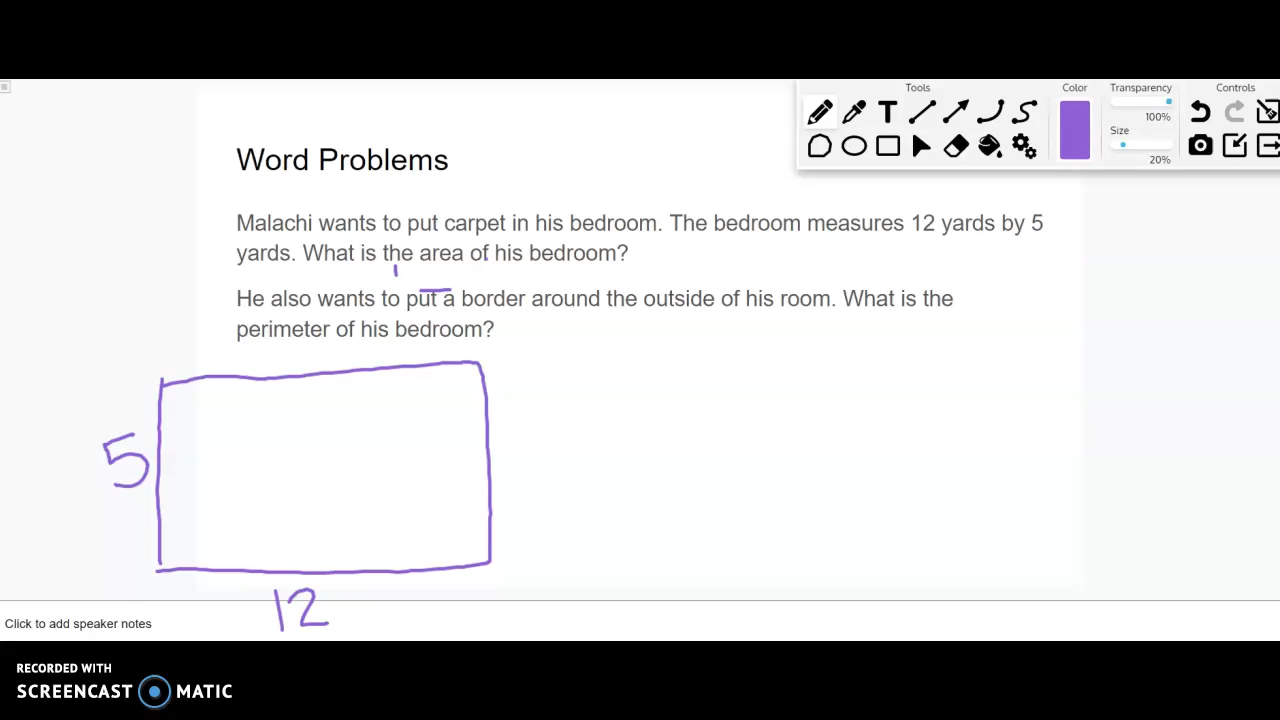 Tools
Color
Transparency
Controls
100%
Size
20%
T
Word Problems
Malachi wants to put carpet in his bedroom. The bedroom measures 12 yards by 5
yards. What is the area of his bedroom?
He also wants to put a border around the outside of his room. What is the
perimeter of his bedroom?
5
12
Click to add speaker notes
RECORDED WITH
SCREENCAST MATIC